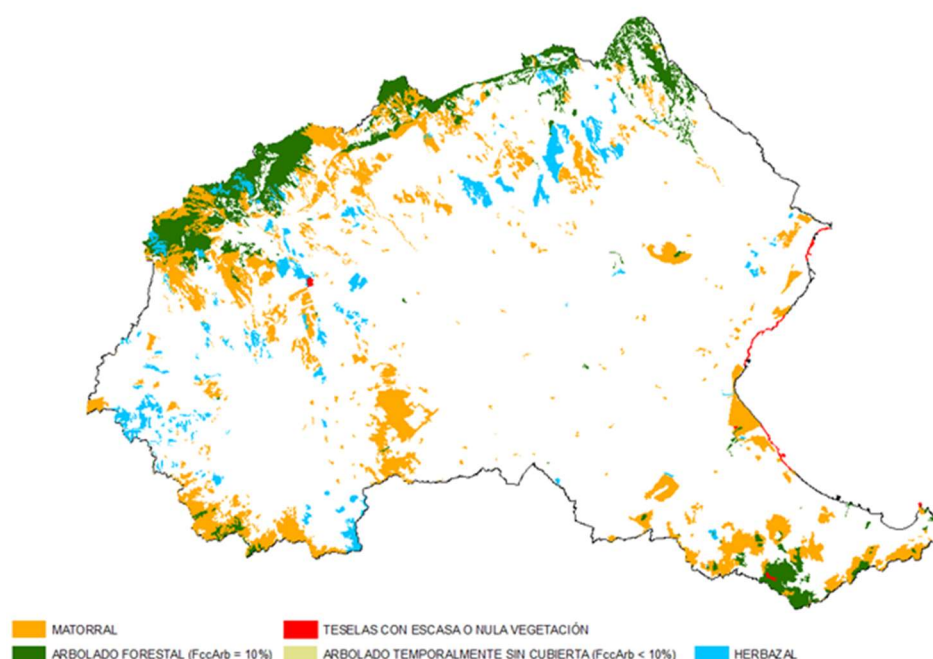 MATORRAL
TESELAS CON ESCASA O NULA VEGETACIÓN
ARBOLADO FORESTAL (FccArb = 10%)
ARBOLADO TEMPORALMENTE SIN CUBIERTA (FccArb < 10%)
HERBAZAL